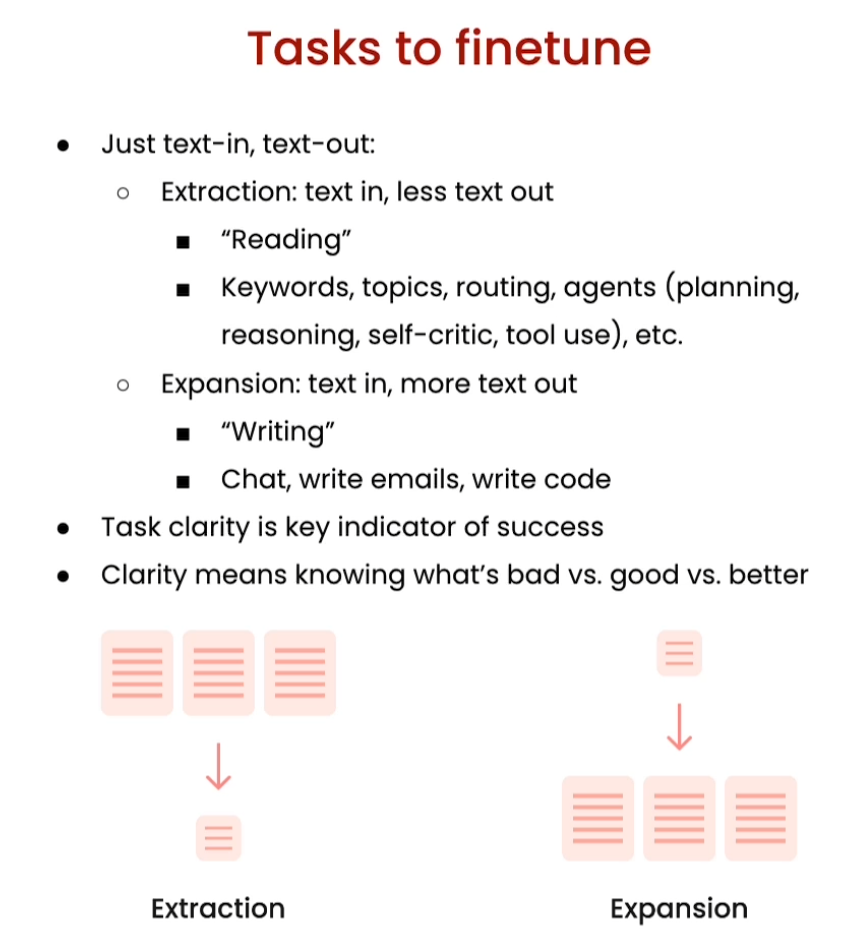 Tasks to finetune
● Just text-in, text-out:
○ Extraction: text in, less text out
■ “Reading”
■ Keywords, topics, routing, agents (planning,
reasoning, self-critic, tool use), etc.
○ Expansion: text in, more text out
■ “Writing”
■ Chat, write emails, write code
● Task clarity is key indicator of success
● Clarity means knowing what’s bad vs. good vs. better
Extraction
Expansion